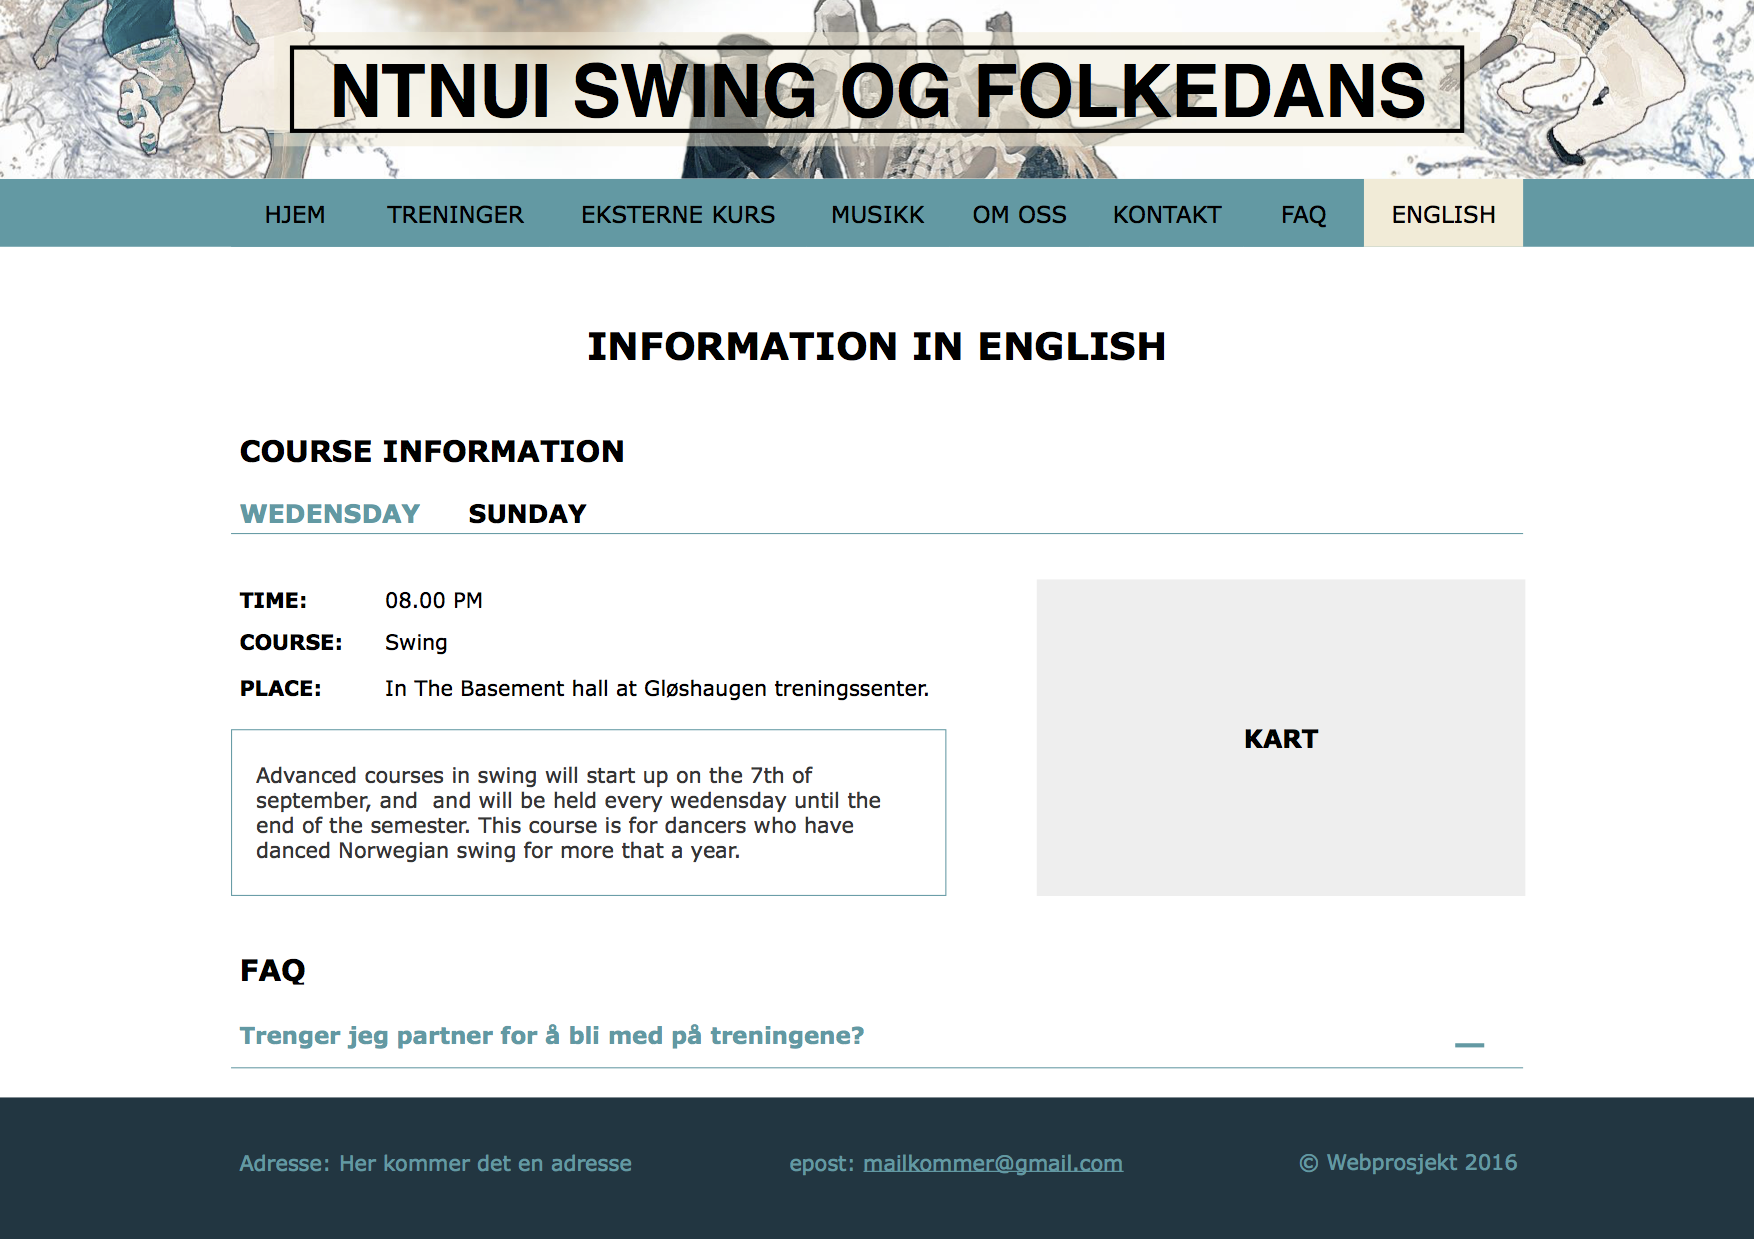 NTNUI SWING OG FOLKEDANS
HJEM TRENINGER EKSTERNE KURS MUSIKK OM OSS KONTAKT FAQ ENGLISH
INFORMATION IN ENGLISH
COURSE INFORMATION
WEDENSDAY SUNDAY
TIME: 08.00 PM
COURSE: Swing
PLACE: In The Basement hall at Gløshaugen treningssenter.
Advanced courses in swing will start up on the 7th of
september, and  and will be held every wedensday until the
end of the semester. This course is for dancers who have
danced Norwegian swing for more that a year.
KART
FAQ
Trenger jeg partner for å bli med på treningene?
Adresse: Her kommer det en adresse epost: mailkommer@gmail.com © Webprosjekt 2016